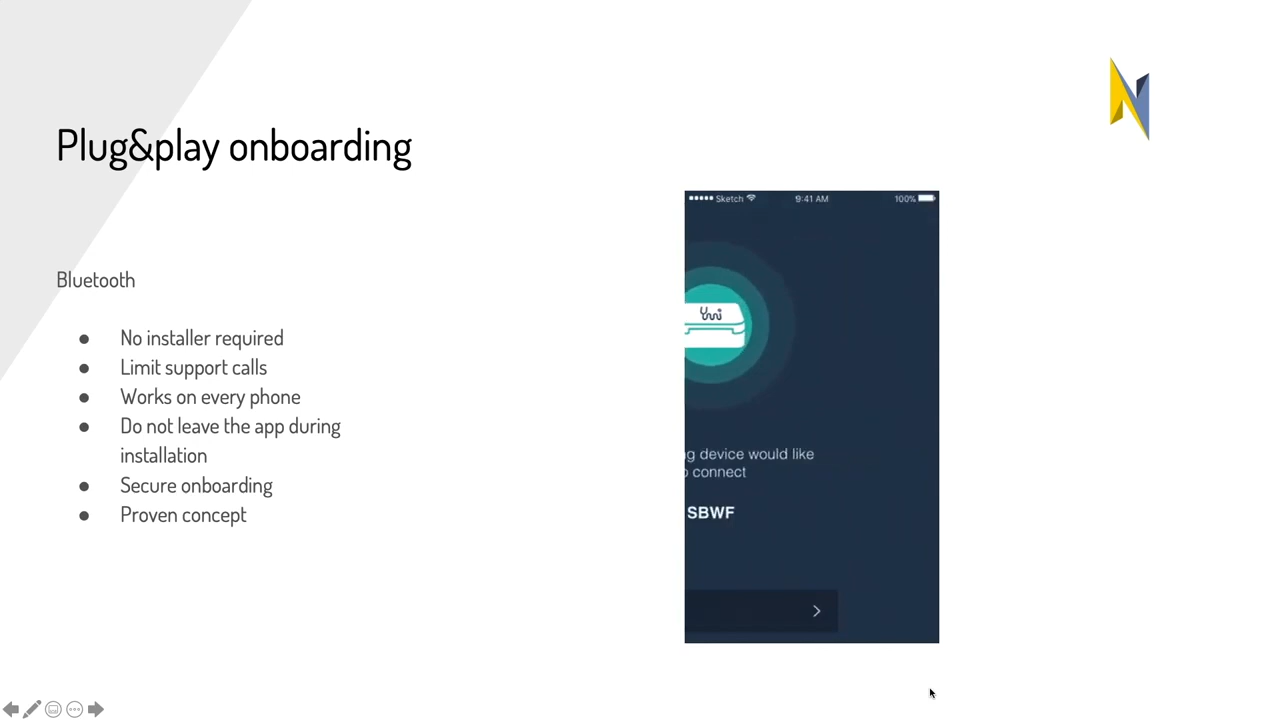 Plug&play onboarding
Bluetooth
● No installer required
● Limit support calls
● Works on every phone
● Do not leave the app during
installation
● Secure onboarding
● Proven concept
Sketch 9:41 AM 100%
g device would like
connect
SBWF